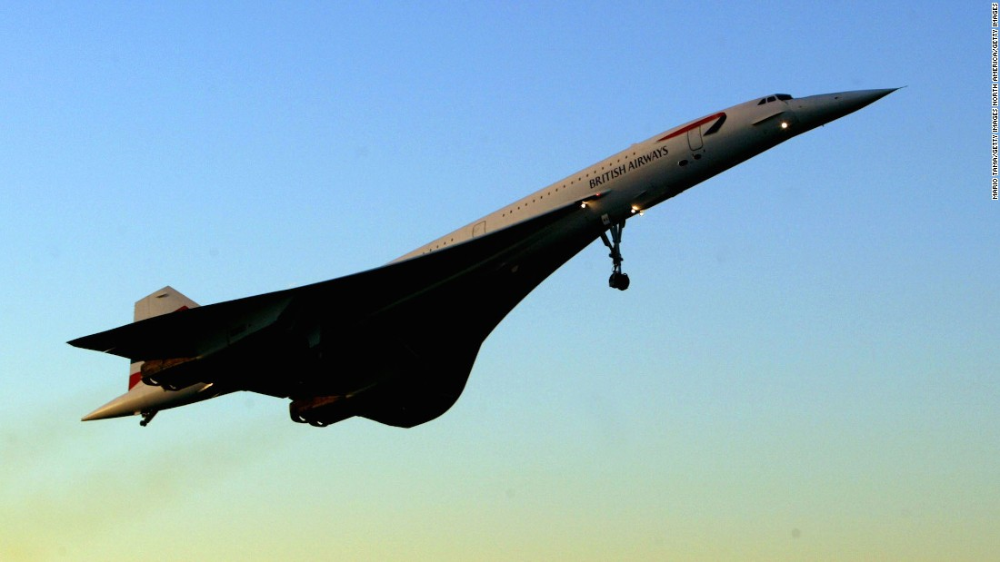 BRITISH AIRWAYS
MARIO TAMA/GETTY IMAGES NORTH AMERICA/GETTY IMAGES